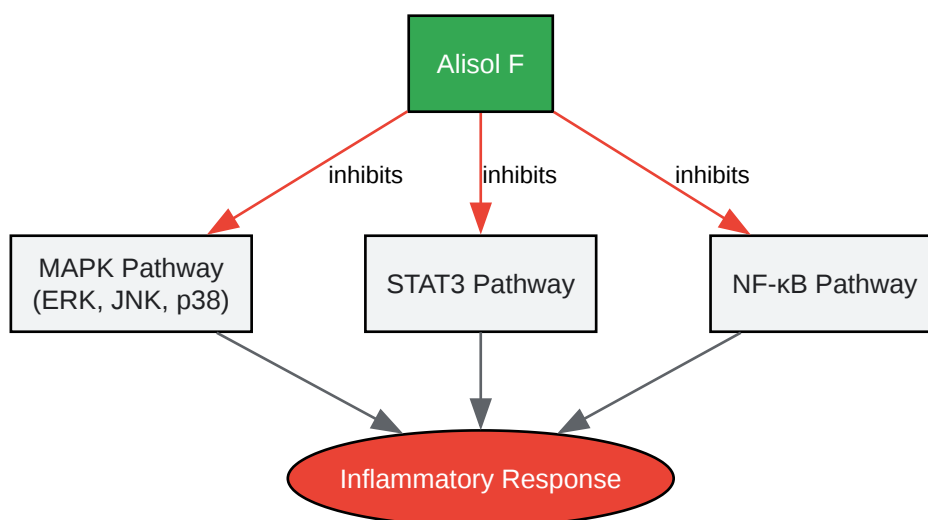 Alisol F
inhibits
inhibits
inhibits
MAPK Pathway
(ERK, JNK, p38)
STAT3 Pathway
NF-κB Pathway
Inflammatory Response